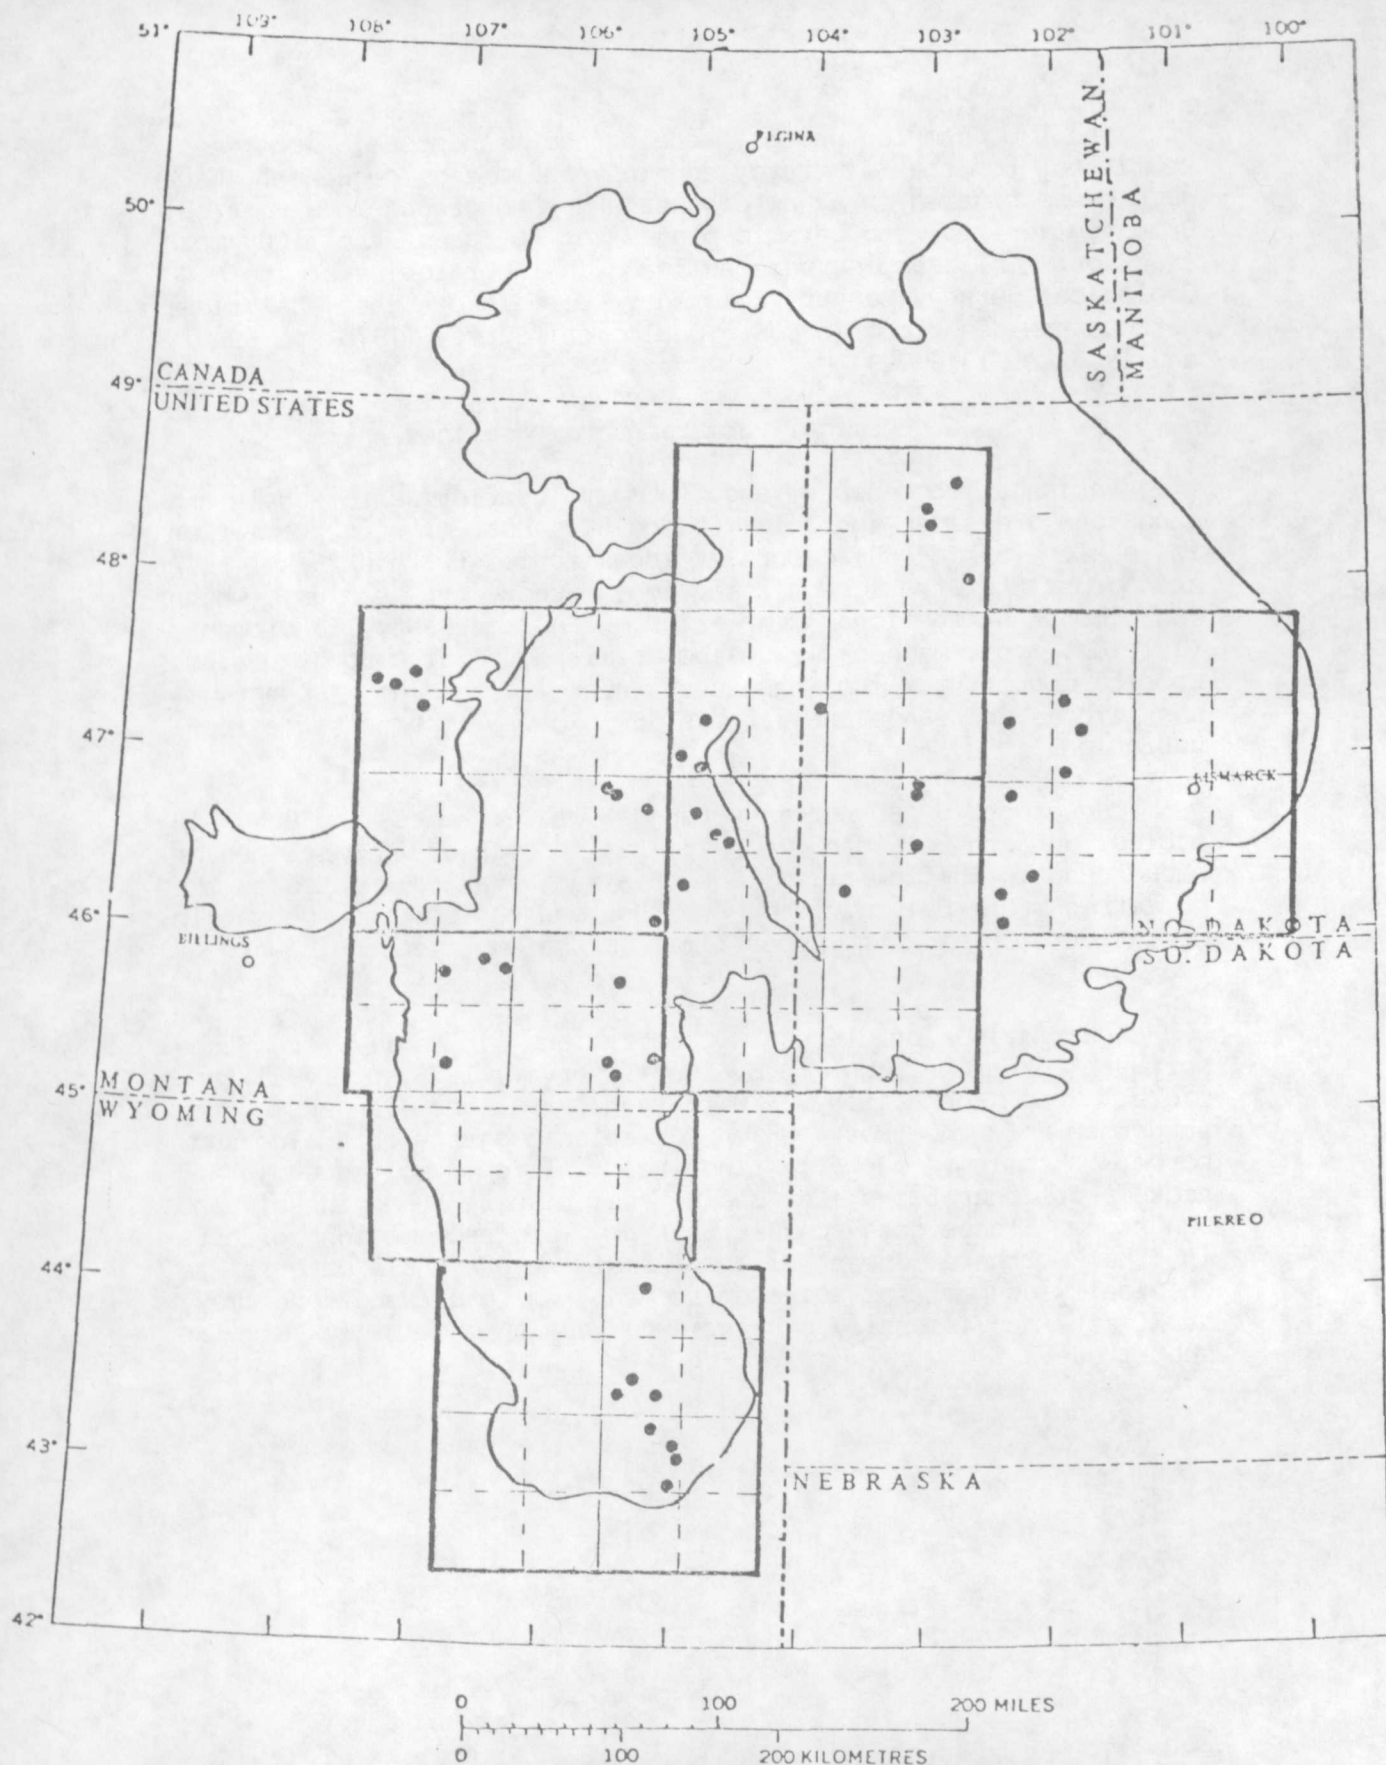 51° 109° 108° 107° 106° 105° 104° 103° 102° 101° 100°
SASKATCHEWAN
MANITOBA
50°
CANADA
49°
UNITED STATES
48°
47°
BISMARCK
46°
NO. DAKOTA
BILLINGS
SO. DAKOTA
MONTANA
45°
WYOMING
PIERRE
44°
43°
NEBRASKA
42°
0 100 200 MILES
0 100 200 KILOMETRES